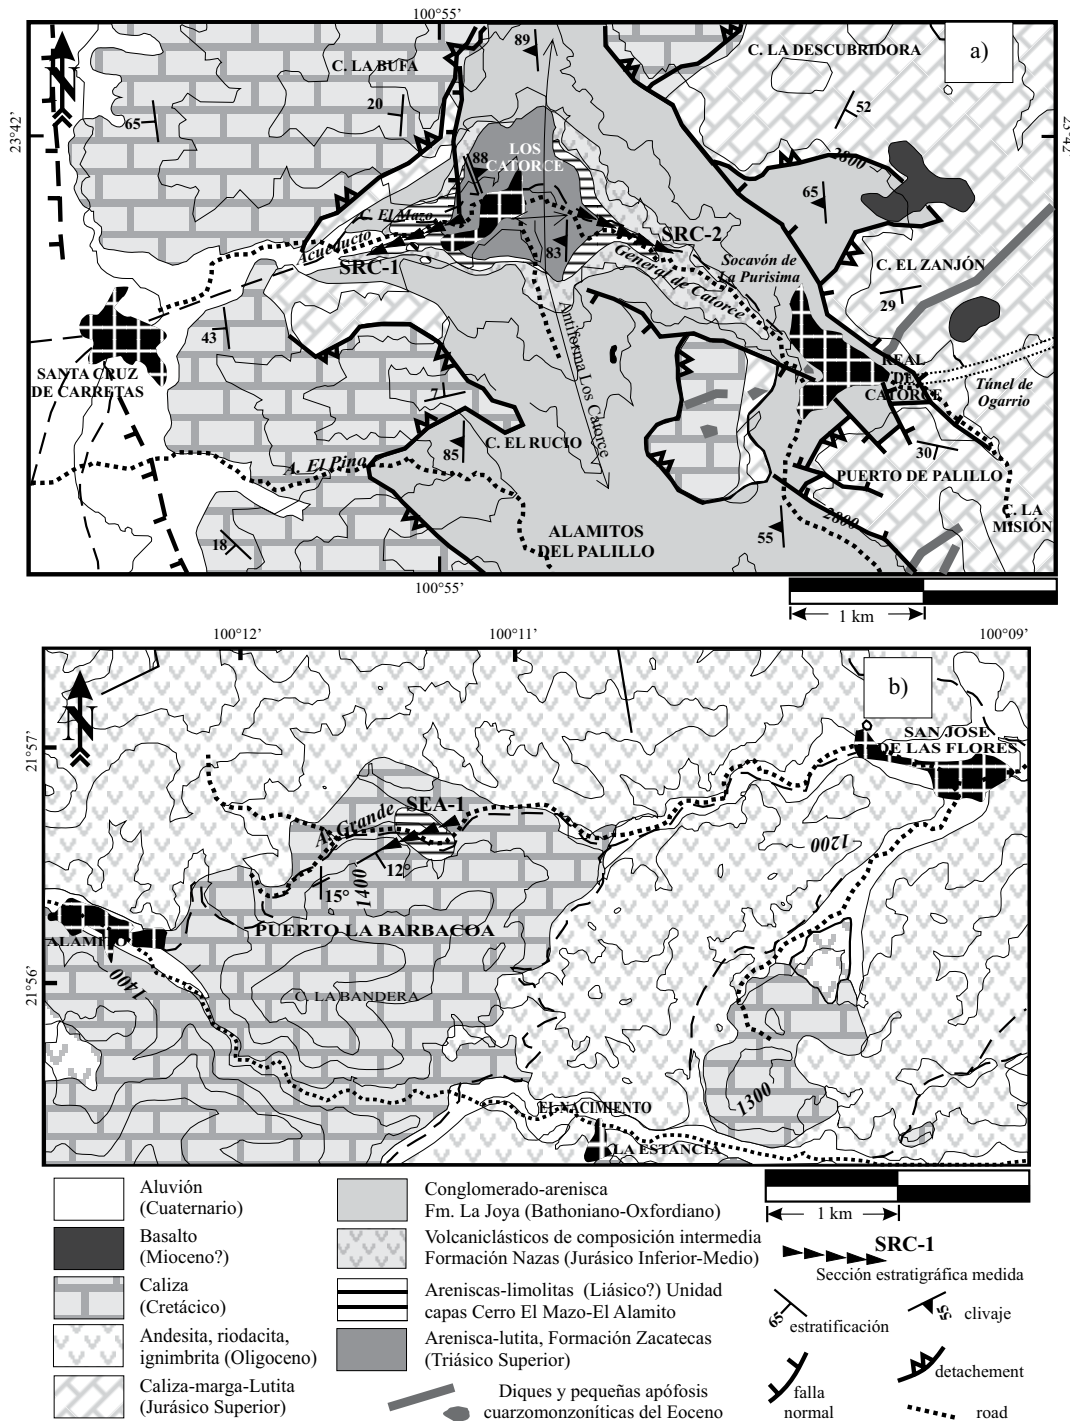 100°55'
a)
23°42'
23°42'
C. LA BUFA
C. LA DESCUBRIDORA
89
20
65
52
2800
LOS
CATORCE
88
65
C. El Mazo
Acueducto
SRC-1
SRC-2
83
General de Catorce
Socavón de
La Purisima
C. EL ZANJÓN
29
43
Antiforma Los Catorce
SANTA CRUZ
DE CARRETAS
REAL
DE
CATORCE
Túnel de
Ogarrio
7
C. EL RUCIO
85
A. El Pino
30
PUERTO DE PALILLO
C. LA
MISIÓN
2800
18
55
ALAMITOS
DEL PALILLO
N
100°55'
1 km
100°12'
100°11'
100°09'
b)
N
21°57'
21°56'
SAN JOSE
DE LAS FLORES
SEA-1
A. Grande
12°
15°
1400
1200
PUERTO LA BARBACOA
ALAMITO
1400
C. LA BANDERA
1300
El NACIMIENTO
LA ESTANCIA
Aluvión
(Cuaternario)
Basalto
(Mioceno?)
Caliza
(Cretácico)
Andesita, riodacita,
ignimbrita (Oligoceno)
Caliza-marga-Lutita
(Jurásico Superior)
Conglomerado-arenisca
Fm. La Joya (Bathoniano-Oxfordiano)
Volcaniclásticos de composición intermedia
Formación Nazas (Jurásico Inferior-Medio)
Areniscas-limolitas (Liásico?) Unidad
capas Cerro El Mazo-El Alamito
Arenisca-lutita, Formación Zacatecas
(Triásico Superior)
Diques y pequeñas apófosis
cuarzomonzoníticas del Eoceno
1 km
SRC-1
Sección estratigráfica medida
65
estratificación
55
clivaje
falla
normal
detachement
road